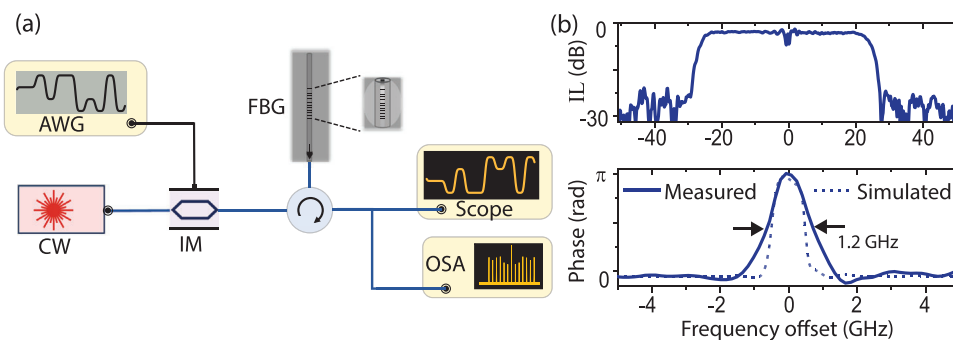 (a)
AWG
CW
IM
FBG
Scope
OSA
(b)
IL (dB)
0
-30
-40 -20 0 20 40
Phase (rad)
π
0
Measured Simulated
1.2 GHz
-4 -2 0 2 4
Frequency offset (GHz)